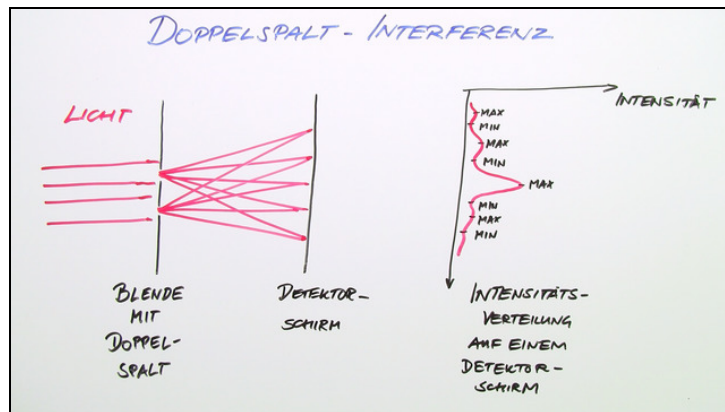 DOPPELSPALT - INTERFERENZ
LICHT
INTENSITÄT
MAX
MIN
MAX
MIN
MAX
MIN
MAX
MIN
BLENDE
MIT
DOPPEL-
SPALT
DETEKTOR-
SCHIRM
INTENSITÄTS-
VERTEILUNG
AUF EINEM
DETEKTOR-
SCHIRM